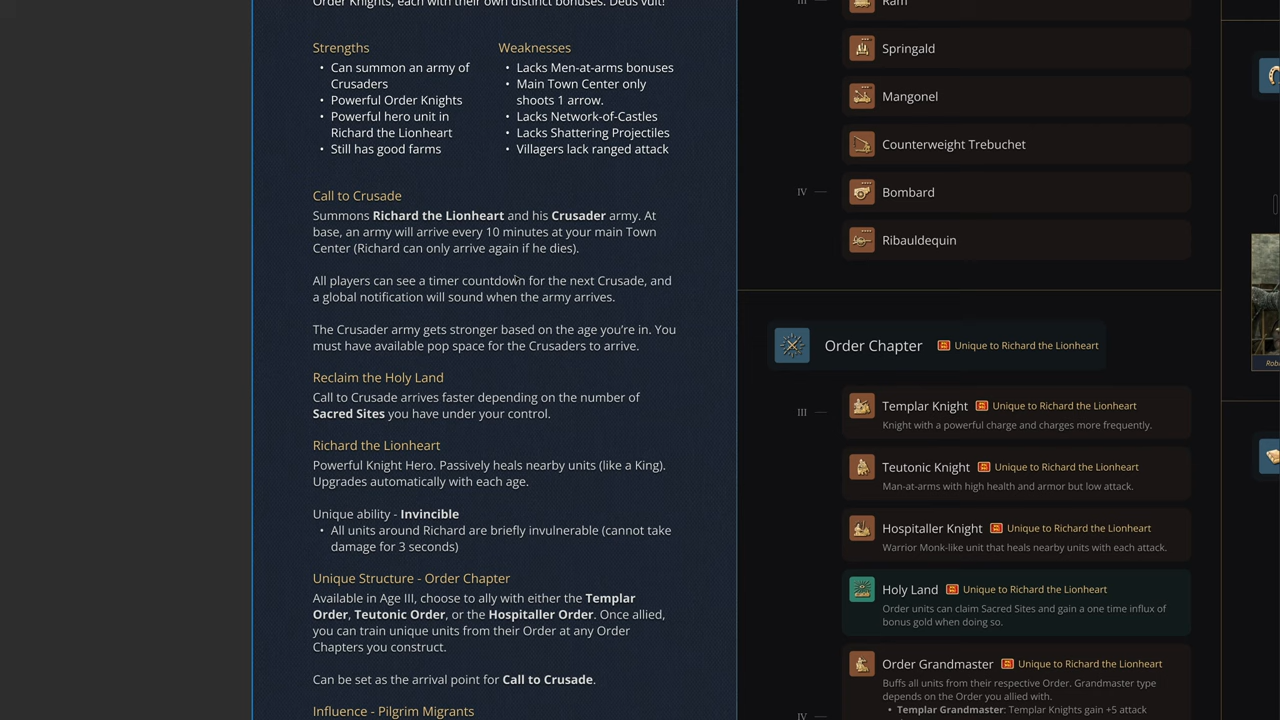 Order Knights, each with their own distinct bonuses. Deus vult!
Strengths
• Can summon an army of
Crusaders
• Powerful Order Knights
• Powerful hero unit in
Richard the Lionheart
• Still has good farms
Weaknesses
• Lacks Men-at-arms bonuses
• Main Town Center only
shoots 1 arrow.
• Lacks Network-of-Castles
• Lacks Shattering Projectiles
• Villagers lack ranged attack
Call to Crusade
Summons Richard the Lionheart and his Crusader army. At
base, an army will arrive every 10 minutes at your main Town
Center (Richard can only arrive again if he dies).
All players can see a timer countdown for the next Crusade, and
a global notification will sound when the army arrives.
The Crusader army gets stronger based on the age you’re in. You
must have available pop space for the Crusaders to arrive.
Reclaim the Holy Land
Call to Crusade arrives faster depending on the number of
Sacred Sites you have under your control.
Richard the Lionheart
Powerful Knight Hero. Passively heals nearby units (like a King).
Upgrades automatically with each age.
Unique ability - Invincible
• All units around Richard are briefly invulnerable (cannot take
damage for 3 seconds)
Unique Structure - Order Chapter
Available in Age III, choose to ally with either the Templar
Order, Teutonic Order, or the Hospitaller Order. Once allied,
you can train unique units from their Order at any Order
Chapters you construct.
Can be set as the arrival point for Call to Crusade.
Influence - Pilgrim Migrants
III
Ram
Springald
Mangonel
Counterweight Trebuchet
IV
Bombard
Ribauldequin
Order Chapter Unique to Richard the Lionheart
III
Templar Knight Unique to Richard the Lionheart
Knight with a powerful charge and charges more frequently.
Teutonic Knight Unique to Richard the Lionheart
Man-at-arms with high health and armor but low attack.
Hospitaller Knight Unique to Richard the Lionheart
Warrior Monk-like unit that heals nearby units with each attack.
Holy Land Unique to Richard the Lionheart
Order units can claim Sacred Sites and gain a one time influx of
bonus gold when doing so.
Order Grandmaster Unique to Richard the Lionheart
Buffs all units from their respective Order. Grandmaster type
depends on the Order you allied with.
IV
• Templar Grandmaster: Templar Knights gain +5 attack